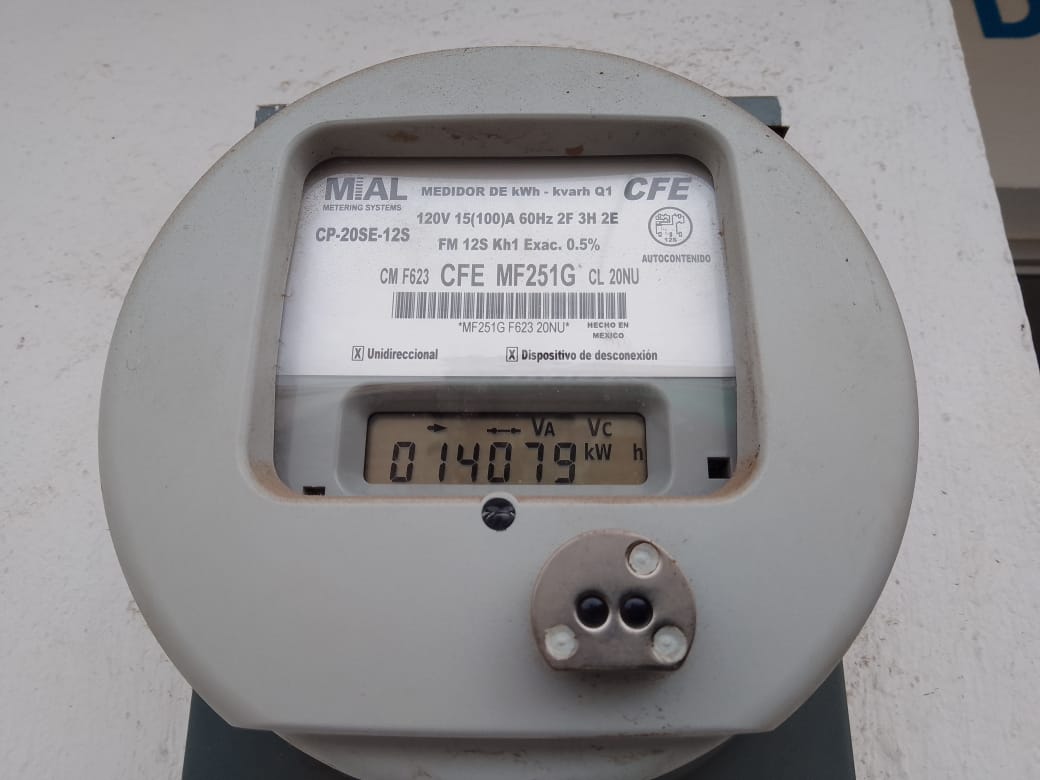 MIAL
METERING SYSTEMS
MEDIDOR DE kWh - kvarh Q1
CFE
120V 15(100)A 60Hz 2F 3H 2E
CP-20SE-12S
12S
FM 12S Kh1 Exac. 0.5%
AUTOCONTENIDO
CM F623 CFE MF251G CL 20NU
*MF251G F623 20NU*
HECHO EN
MÉXICO
X Unidireccional
X Dispositivo de desconexión
VA VC
014079 kW h